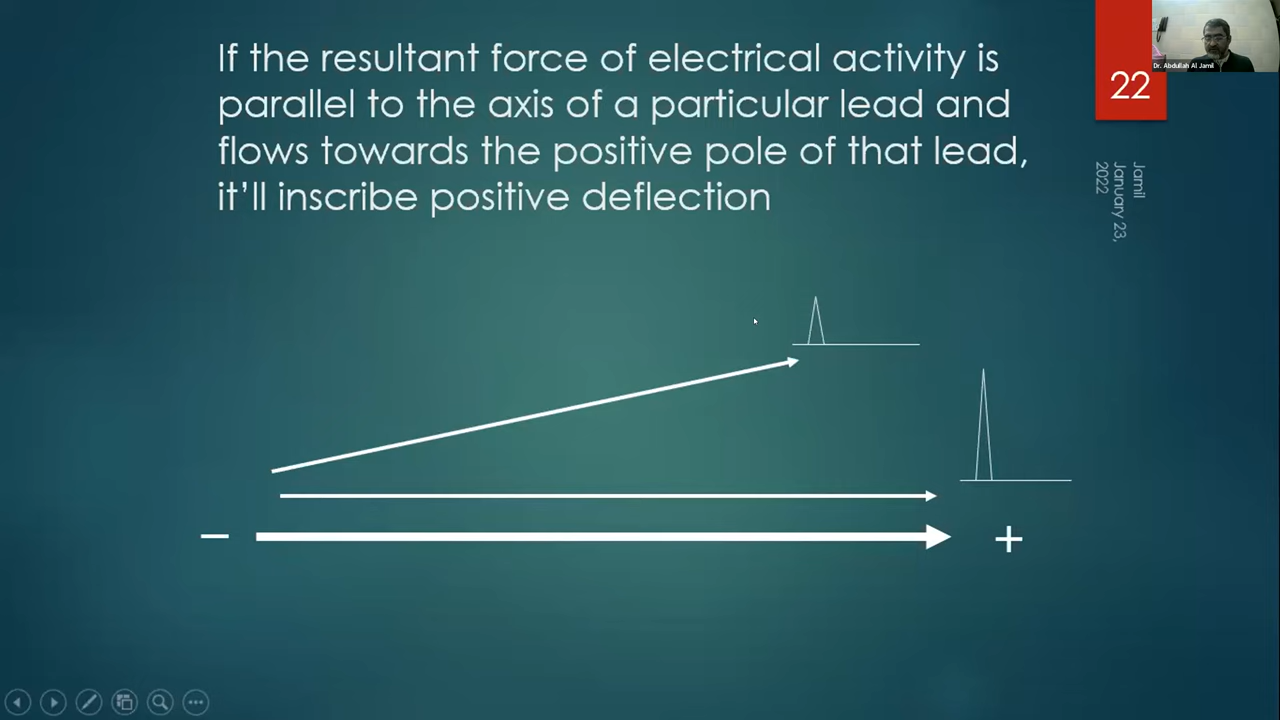 If the resultant force of electrical activity is
parallel to the axis of a particular lead and
flows towards the positive pole of that lead,
it'll inscribe positive deflection
22
Dr. Abdullah Al Jamil
Jamil
January 23,
2022
− +